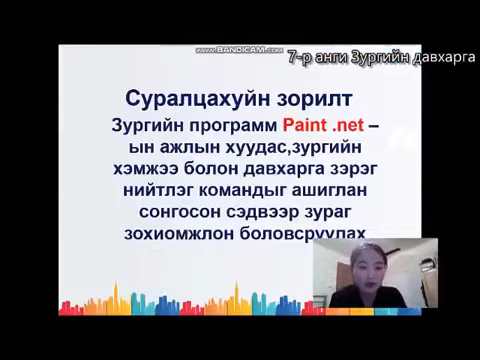 www.BANDICAM.com
7-р анги Зургийн давхарга
Суралцахуйн зорилт
Зургийн программ Paint .net –
ын ажлын хуудас,зургийн
хэмжээ болон давхарга зэрэг
нийтлэг командыг ашиглан
сонгосон сэдвээр зураг
зохиомжлон боловсруулах